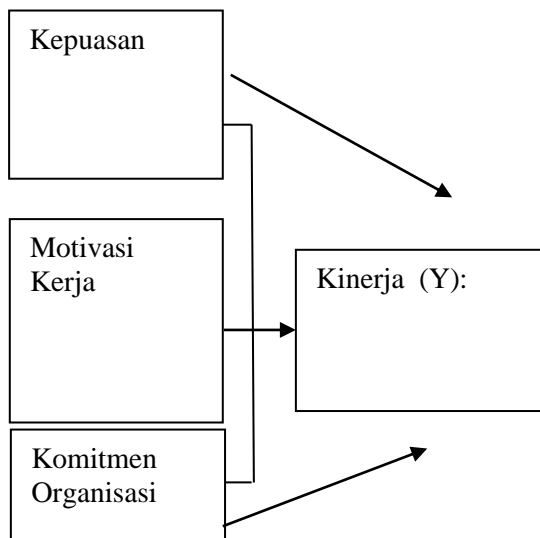 Kepuasan
Motivasi
Kerja
Kinerja (Y):
Komitmen
Organisasi